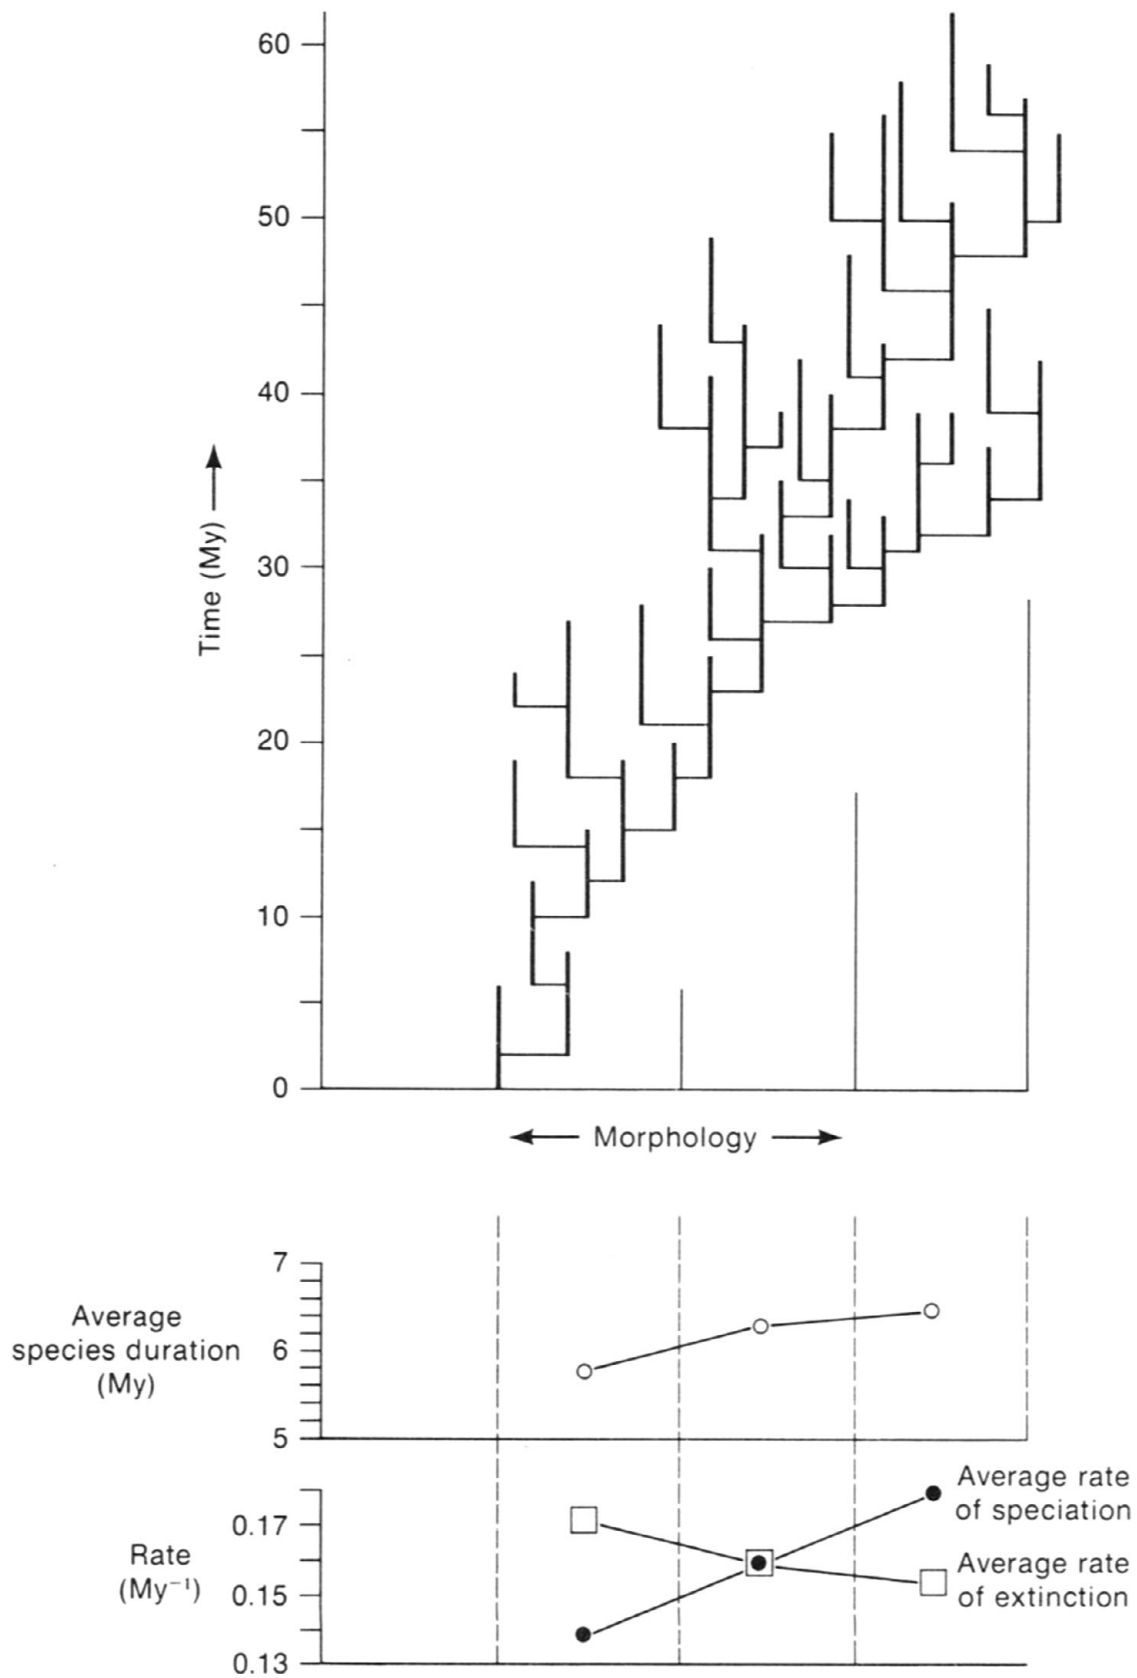 60
50
40
30
20
10
0
Time (My)
Morphology
7
6
5
Average
species duration
(My)
0.17
0.15
0.13
Rate
(My⁻¹)
Average rate
of speciation
Average rate
of extinction